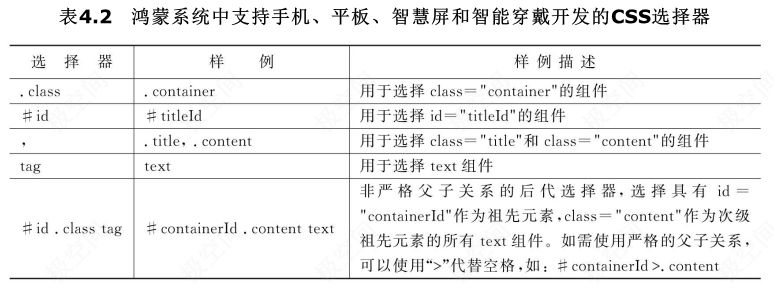 表4.2 鸿蒙系统中支持手机、平板、智慧屏和智能穿戴开发的CSS选择器
选择器 样例 样例描述
.class .container 用于选择 class="container"的组件
#id #titleId 用于选择 id="titleId"的组件
, .title, .content 用于选择 class="title"和 class="content"的组件
tag text 用于选择 text 组件
#id .class tag #containerId .content text 非严格父子关系的后代选择器,选择具有 id=
"containerId"作为祖先元素,class="content"作为次级
祖先元素的所有 text 组件。如需使用严格的父子关系,
可以使用“>”代替空格,如: #containerId>.content